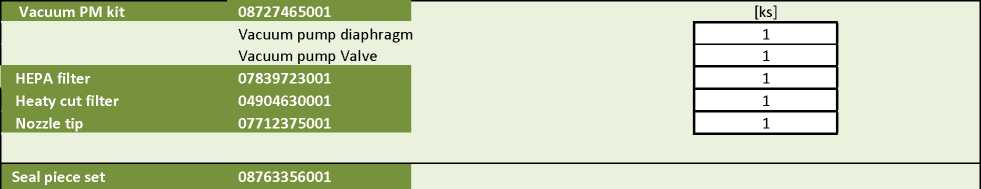 Vacuum PM kit 08727465001 [ks]
Vacuum pump diaphragm 1
Vacuum pump Valve 1
HEPA filter 07839723001 1
Heaty cut filter 04904630001 1
Nozzle tip 07712375001 1
Seal piece set 08763356001